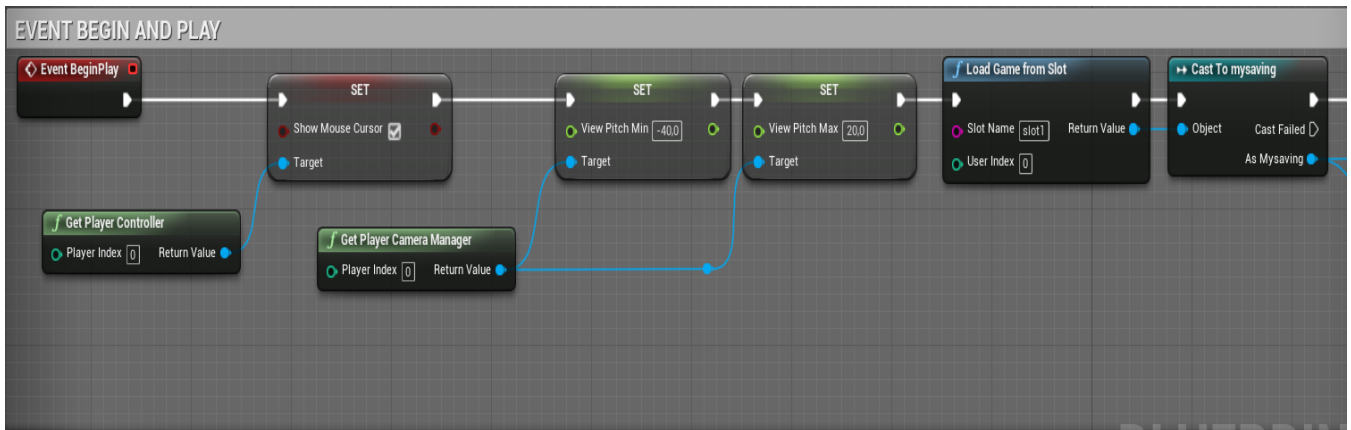 EVENT BEGIN AND PLAY
Event BeginPlay
SET
Show Mouse Cursor
Target
Get Player Controller
Player Index 0 Return Value
SET
View Pitch Min -40,0
Target
Get Player Camera Manager
Player Index 0 Return Value
SET
View Pitch Max 20,0
Target
f Load Game from Slot
Slot Name slot1 Return Value
User Index 0
Cast To mysaving
Object Cast Failed
As Mysaving